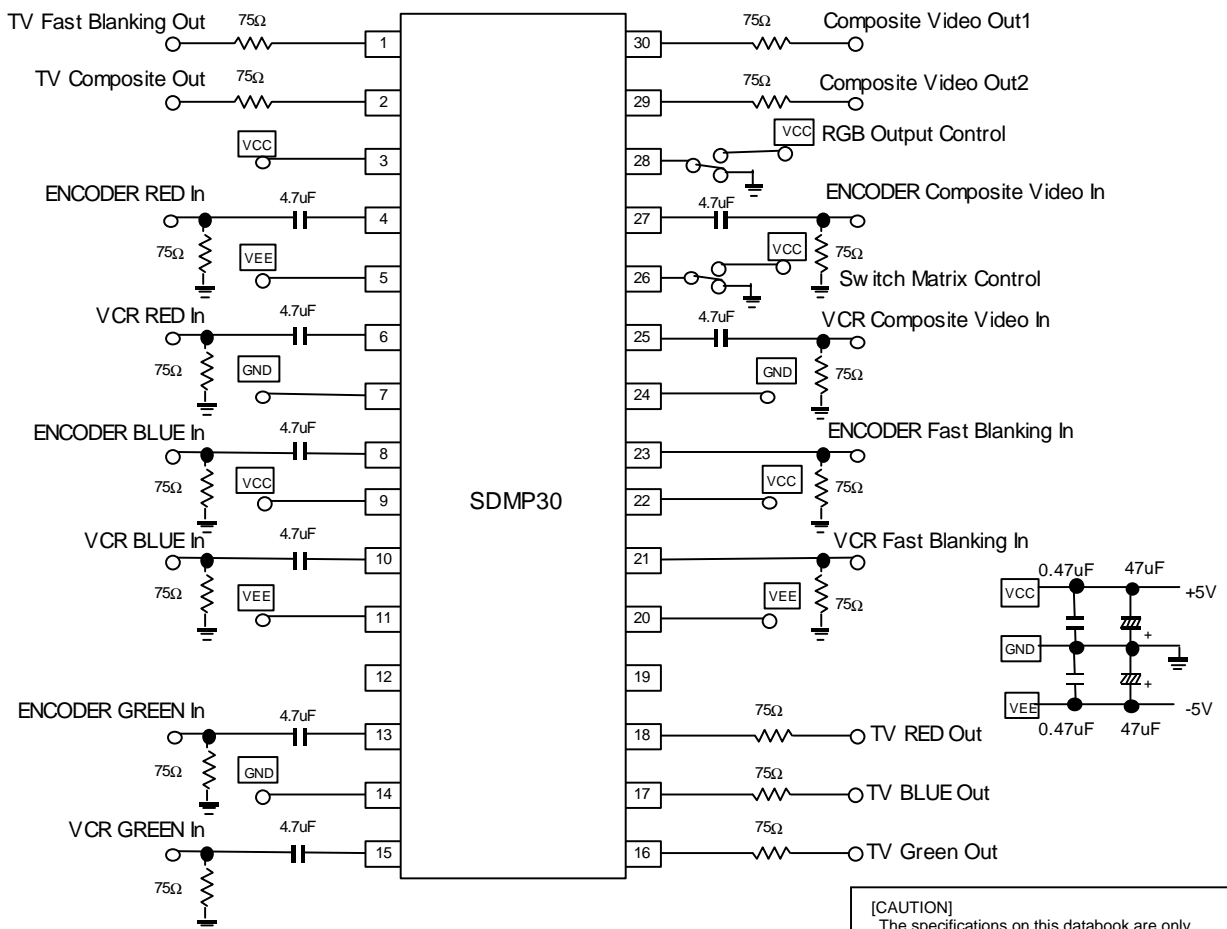 TV Fast Blanking Out
75Ω
1
30
75Ω
Composite Video Out1
TV Composite Out
75Ω
2
29
75Ω
Composite Video Out2
VCC
3
28
VCC
RGB Output Control
ENCODER RED In
4.7uF
75Ω
4
27
4.7uF
ENCODER Composite Video In
75Ω
VEE
5
26
VCC
Switch Matrix Control
VCR RED In
4.7uF
75Ω
6
25
4.7uF
VCR Composite Video In
75Ω
GND
7
24
GND
ENCODER BLUE In
4.7uF
75Ω
8
23
ENCODER Fast Blanking In
75Ω
VCC
9
SDMP30
22
VCC
VCR BLUE In
4.7uF
75Ω
10
21
VCR Fast Blanking In
75Ω
VEE
11
20
VEE
12
19
ENCODER GREEN In
4.7uF
75Ω
13
18
75Ω
TV RED Out
GND
14
17
75Ω
TV BLUE Out
VCR GREEN In
4.7uF
75Ω
15
16
75Ω
TV Green Out
0.47uF
47uF
VCC
+5V
+
GND
+
VEE
-5V
0.47uF
47uF
[CAUTION]
The specifications on this databook are only